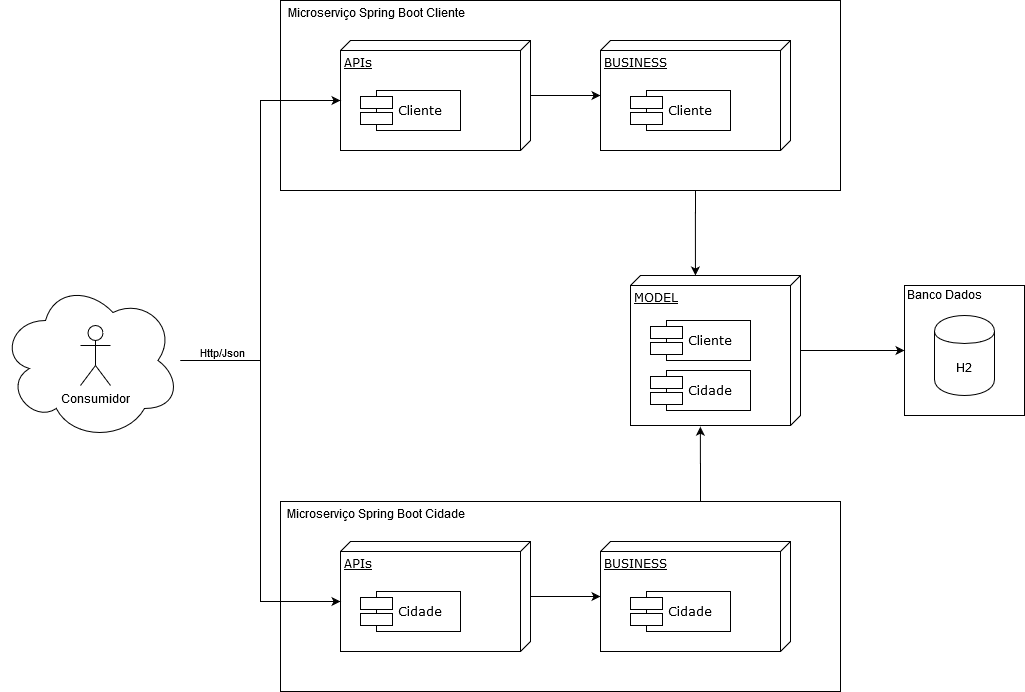 Microserviço Spring Boot Cliente
APIs
Cliente
BUSINESS
Cliente
Http/Json
Consumidor
MODEL
Cliente
Cidade
Banco Dados
H2
Microserviço Spring Boot Cidade
APIs
Cidade
BUSINESS
Cidade